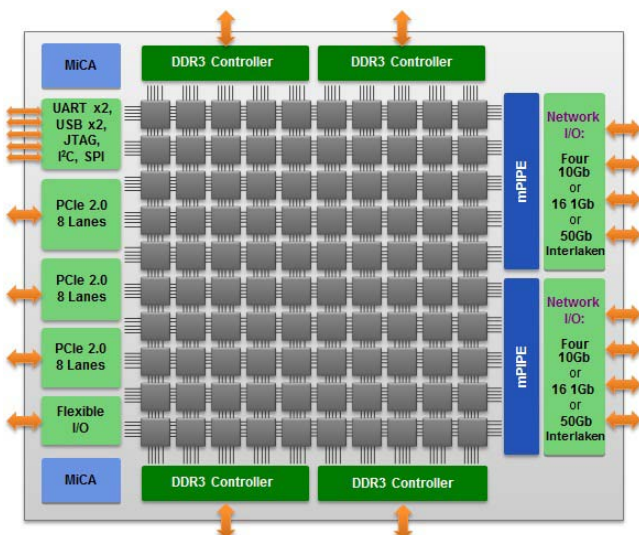 MiCA
DDR3 Controller
DDR3 Controller
UART x2,
USB x2,
JTAG,
I²C, SPI
PCIe 2.0
8 Lanes
PCIe 2.0
8 Lanes
PCIe 2.0
8 Lanes
Flexible
I/O
MiCA
mPIPE
Network
I/O:
Four
10Gb
or
16 1Gb
or
50Gb
Interlaken
mPIPE
Network
I/O:
Four
10Gb
or
16 1Gb
or
50Gb
Interlaken
DDR3 Controller
DDR3 Controller